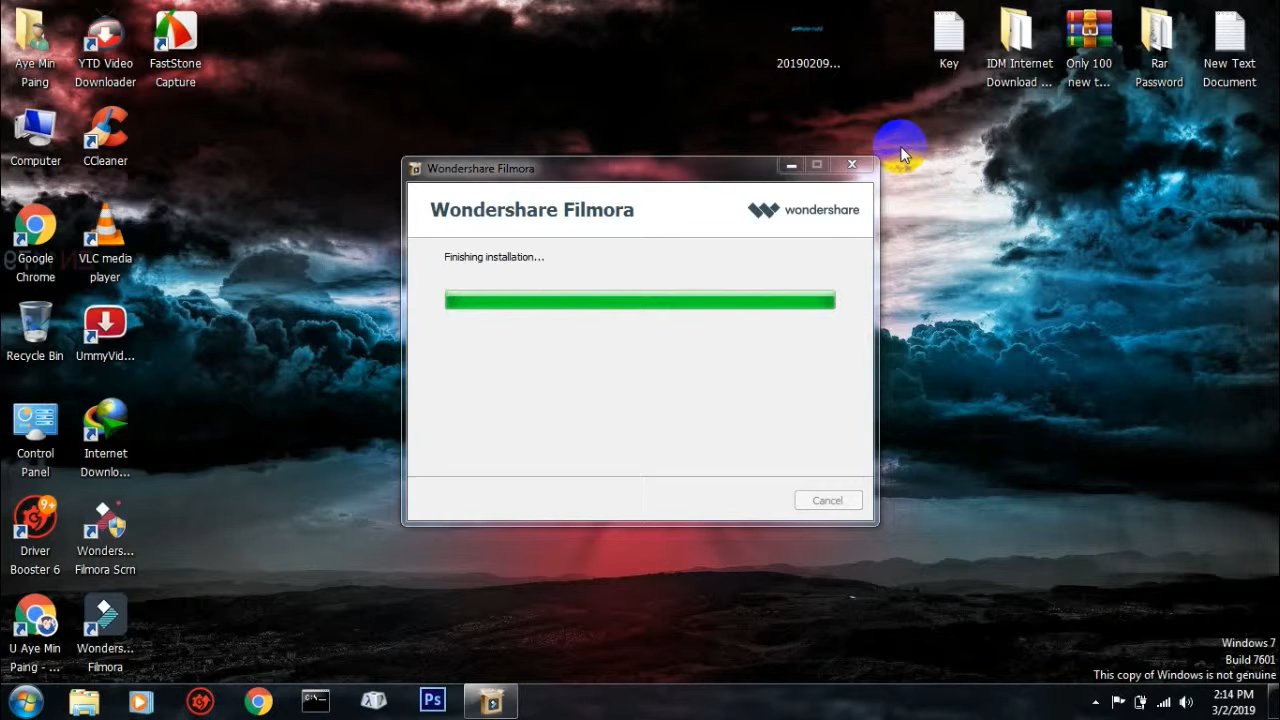 Aye Min
Paing
YTD Video
Downloader
FastStone
Capture
20190209...
Key
IDM Internet
Download ...
Only 100
new t...
Rar
Password
New Text
Document
Computer
CCleaner
Google
Chrome
VLC media
player
Recycle Bin
UmmyVid...
Control
Panel
Internet
Downlo...
9+
Driver
Booster 6
Wonders...
Filmora Scrn
U Aye Min
Paing - ...
Wonders...
Filmora
Wondershare Filmora
Wondershare Filmora
wondershare
Finishing installation...
Cancel
Windows 7
Build 7601
This copy of Windows is not genuine
C:\_
Ps
2:14 PM
3/2/2019